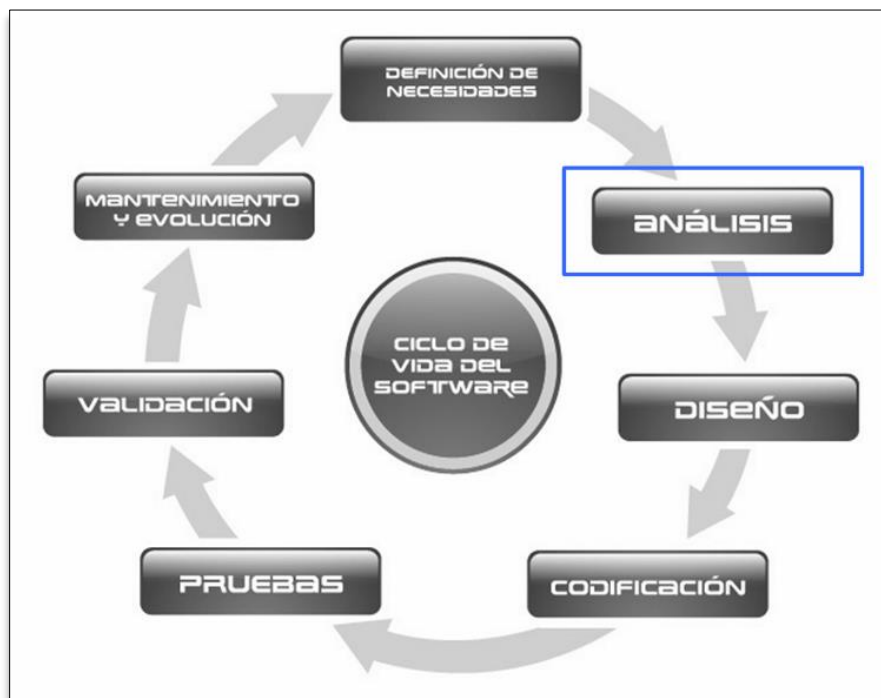 DEFINICIÓN DE
NECESIDADES
ANÁLISIS
DISEÑO
CODIFICACIÓN
PRUEBAS
VALIDACIÓN
MANTENIMIENTO
Y EVOLUCIÓN
CICLO DE
VIDA DEL
SOFTWARE